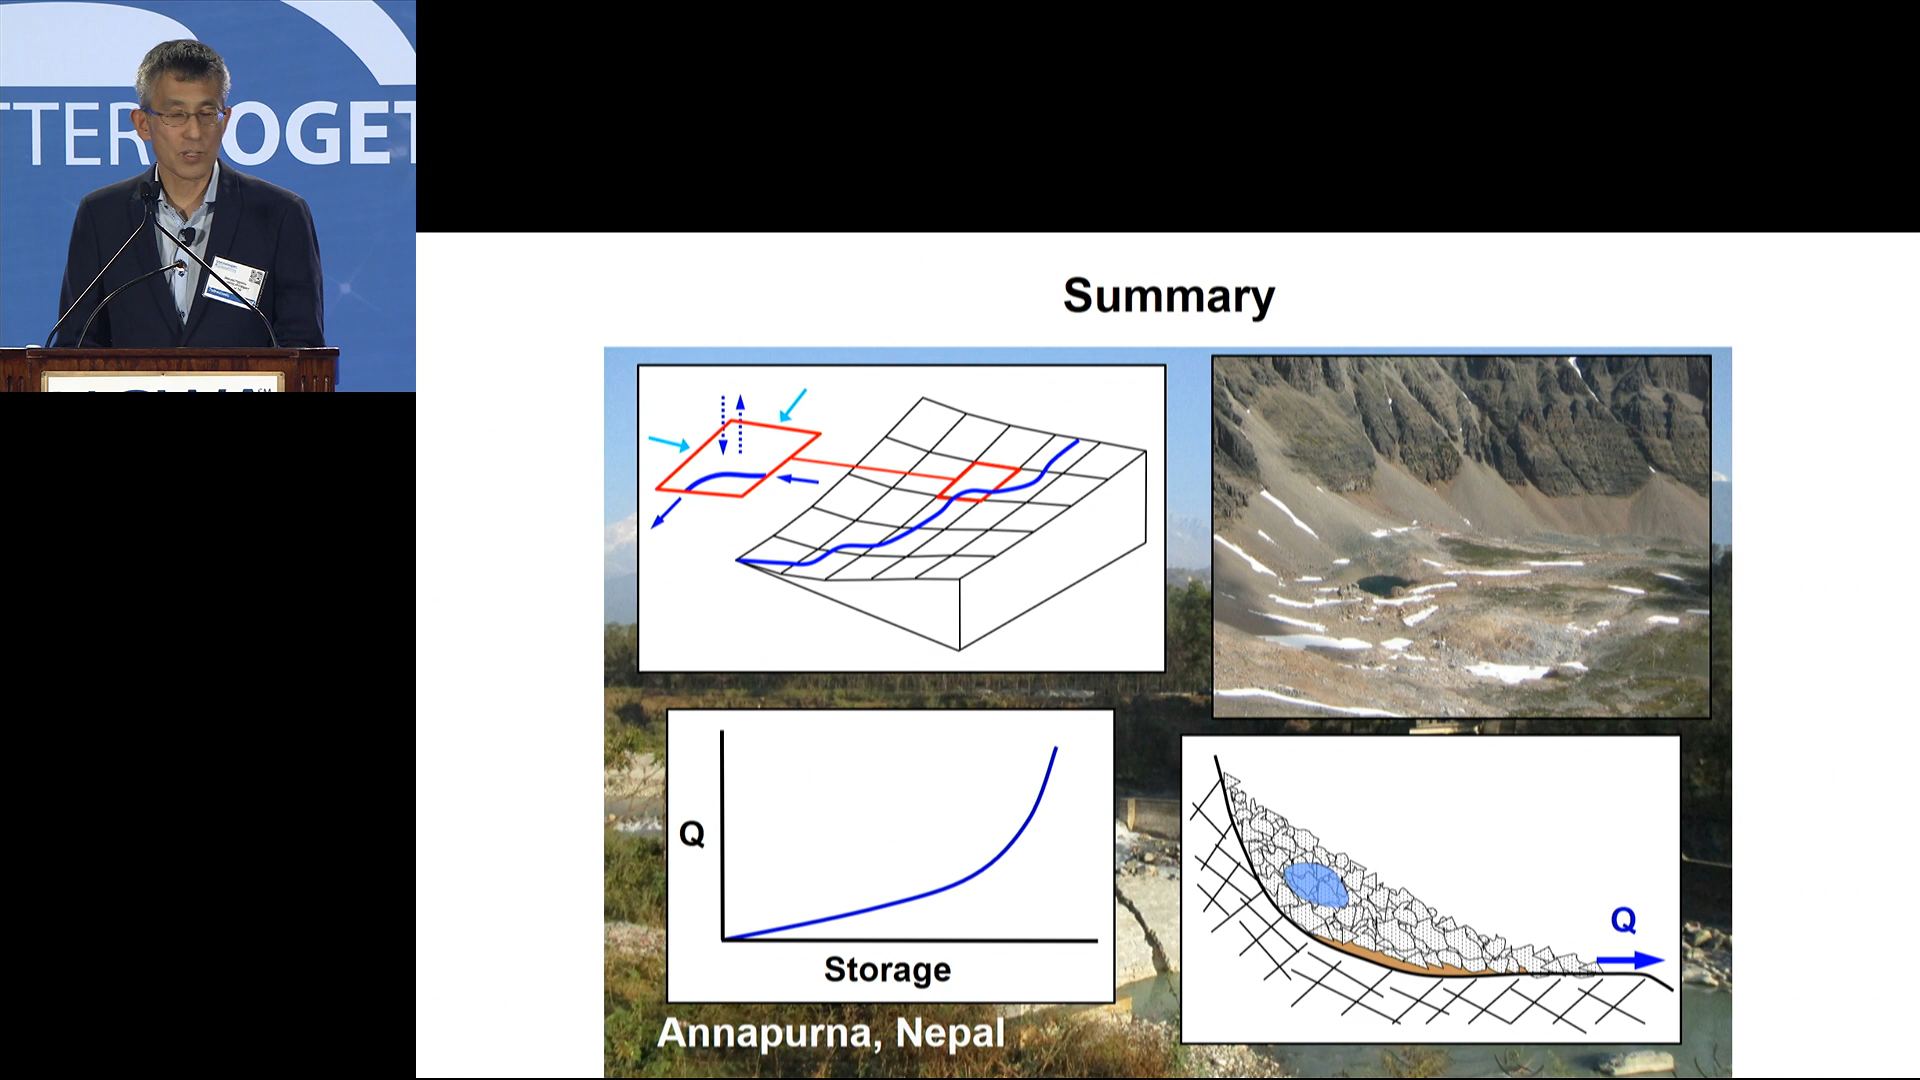 TTER OGET
Summary
Q
Storage
Annapurna, Nepal
Q